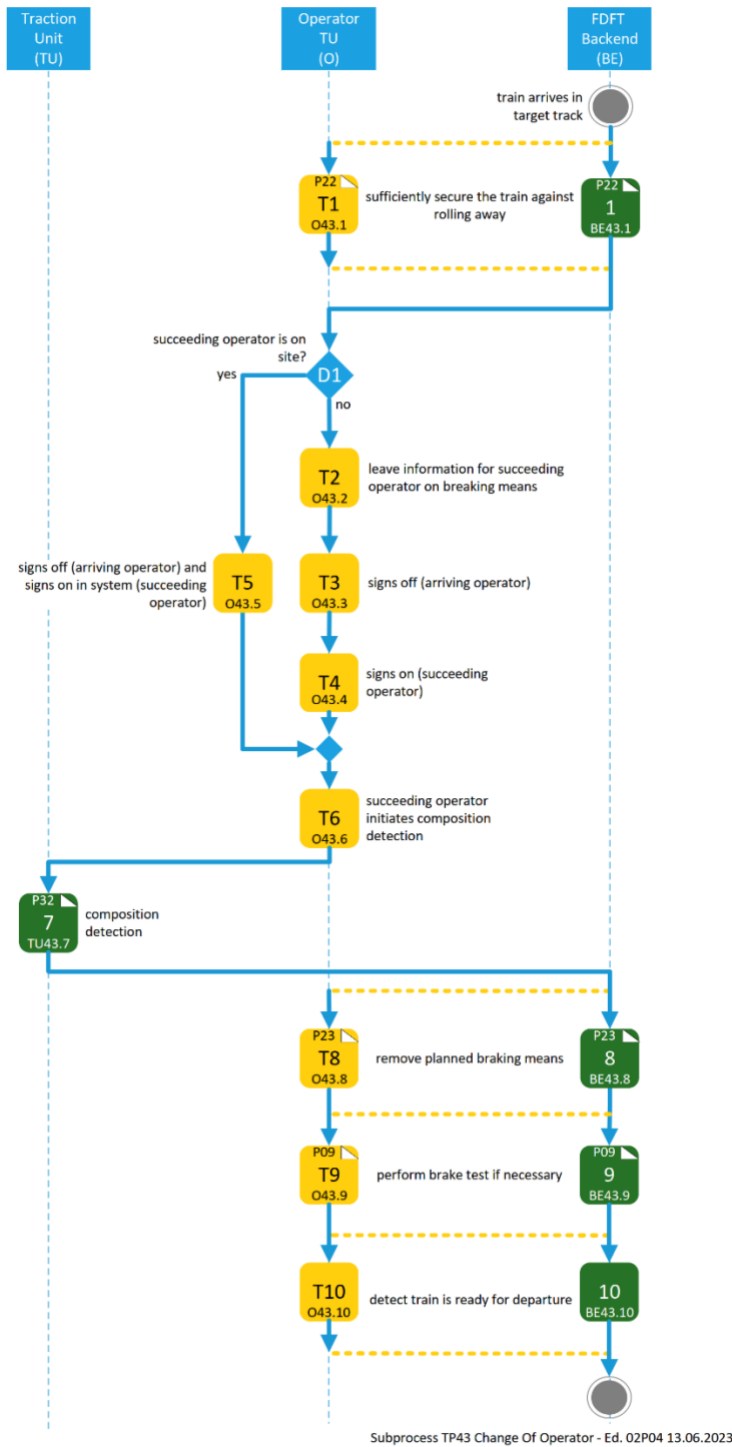 Traction
Unit
(TU)
Operator
TU
(O)
FDFT
Backend
(BE)
train arrives in
target track
P22
T1
O43.1
sufficiently secure the train against
rolling away
P22
1
BE43.1
succeeding operator is on
site?
D1
yes
no
T2
O43.2
leave information for succeeding
operator on breaking means
signs off (arriving operator) and
signs on in system (succeeding
operator)
T5
O43.5
T3
O43.3
signs off (arriving operator)
T4
O43.4
signs on (succeeding
operator)
T6
O43.6
succeeding operator
initiates composition
detection
P32
7
TU43.7
composition
detection
P23
T8
O43.8
remove planned braking means
P23
8
BE43.8
P09
T9
O43.9
perform brake test if necessary
P09
9
BE43.9
T10
O43.10
detect train is ready for departure
10
BE43.10
Subprocess TP43 Change Of Operator - Ed. 02P04 13.06.2023